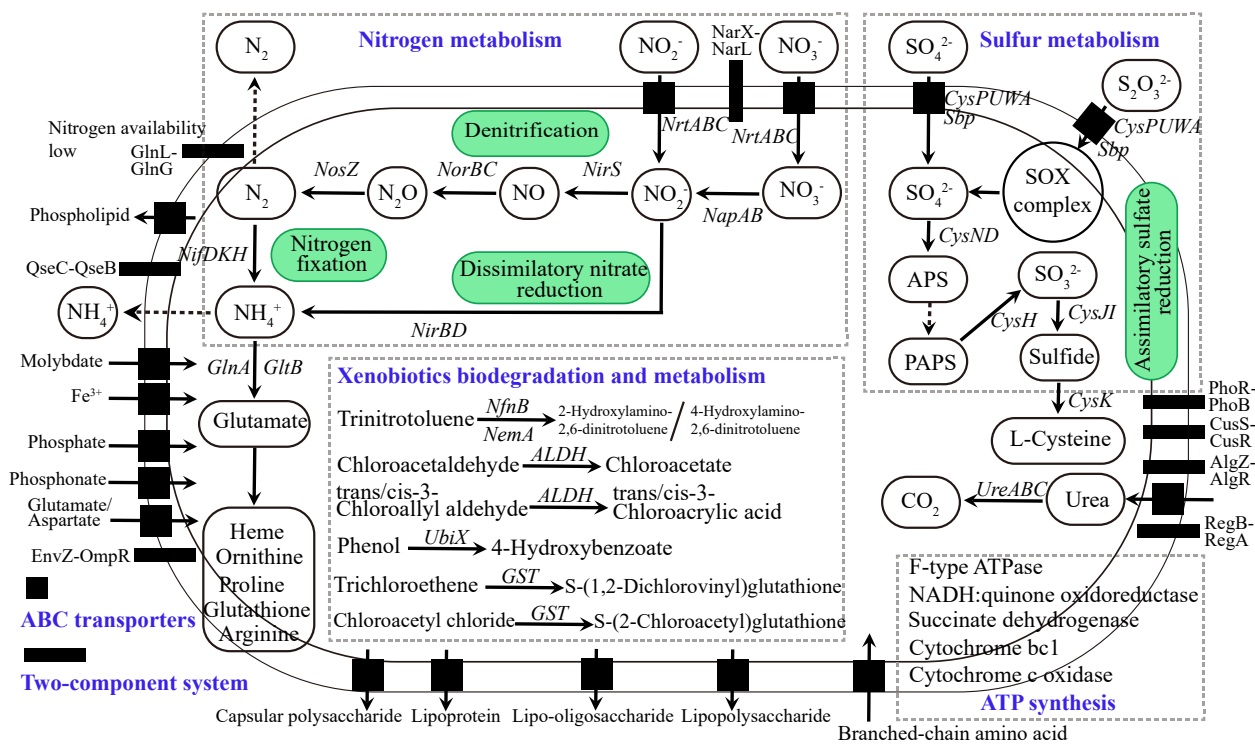 Nitrogen metabolism
N₂
NO₂⁻
NarX-
NarL
NO₃⁻
Nitrogen availability
low
GlnL-
GlnG
NrtABC
NrtABC
Denitrification
N₂
NosZ
N₂O
NorBC
NO
NirS
NO₂⁻
NapAB
NO₃⁻
Phospholipid
QseC-QseB
NifDKH
Nitrogen
fixation
Dissimilatory nitrate
reduction
NH₄⁺
NH₄⁺
NirBD
Sulfur metabolism
SO₄²⁻
S₂O₃²⁻
CysPUWA
Sbp
CysPUWA
Sbp
SO₄²⁻
SOX
complex
CysND
APS
SO₃²⁻
CysH
CysJI
PAPS
Sulfide
CysK
L-Cysteine
Assimilatory sulfate
reduction
Molybdate
Fe³⁺
Phosphate
Phosphonate
Glutamate/
Aspartate
EnvZ-OmpR
GlnA
GltB
Glutamate
Heme
Ornithine
Proline
Glutathione
Arginine
Xenobiotics biodegradation and metabolism
Trinitrotoluene NfnB
NemA
2-Hydroxylamino-
2,6-dinitrotoluene
/
4-Hydroxylamino-
2,6-dinitrotoluene
Chloroacetaldehyde ALDH Chloroacetate
trans/cis-3-
Chloroallyl aldehyde
ALDH
trans/cis-3-
Chloroacrylic acid
Phenol UbiX 4-Hydroxybenzoate
Trichloroethene GST S-(1,2-Dichlorovinyl)glutathione
Chloroacetyl chloride GST S-(2-Chloroacetyl)glutathione
PhoR-
PhoB
CusS-
CusR
AlgZ-
AlgR
CO₂
UreABC
Urea
RegB-
RegA
F-type ATPase
NADH:quinone oxidoreductase
Succinate dehydrogenase
Cytochrome bc1
Cytochrome c oxidase
ATP synthesis
ABC transporters
Two-component system
Capsular polysaccharide
Lipoprotein
Lipo-oligosaccharide
Lipopolysaccharide
Branched-chain amino acid